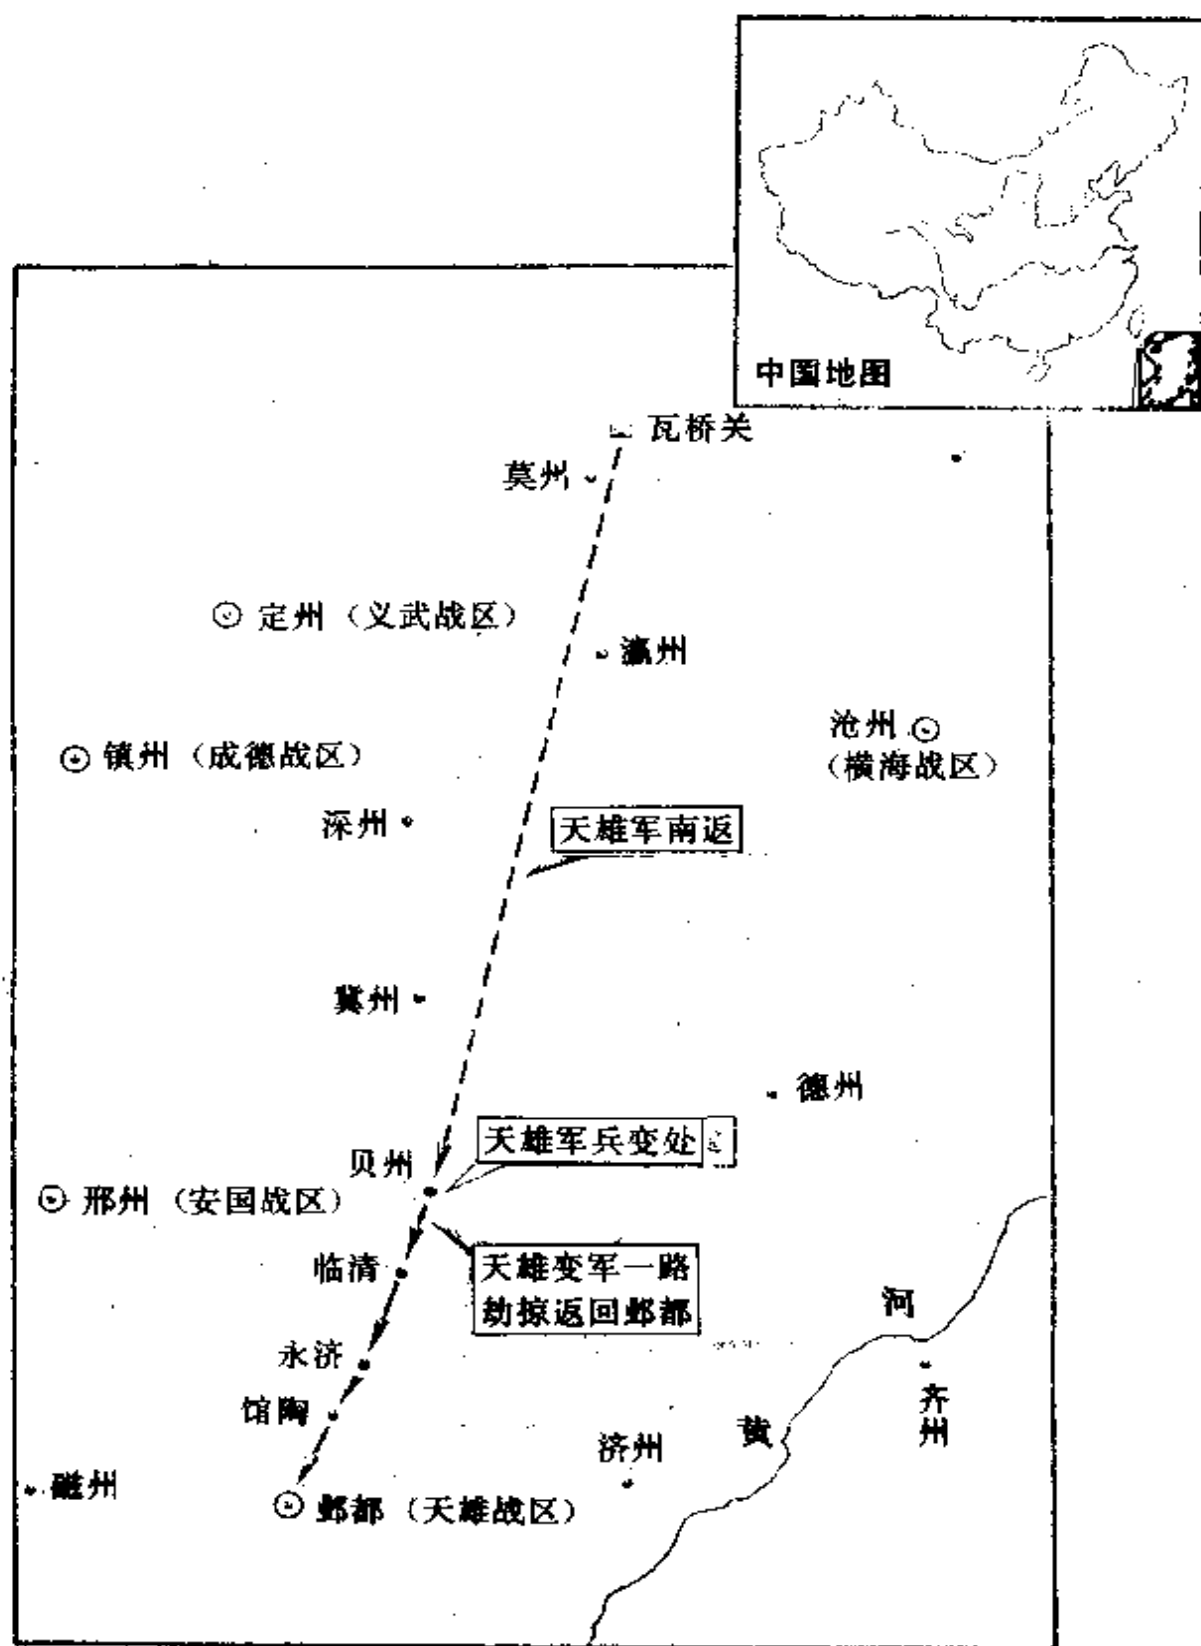 中国地图
瓦桥关
莫州
定州（义武战区）
瀛州
沧州
（横海战区）
镇州（成德战区）
深州
天雄军南返
冀州
德州
天雄军兵变处
贝州
邢州（安国战区）
临清
天雄变军一路
劫掠返回邺都
河
永济
齐州
馆陶
黄
济州
磁州
邺都（天雄战区）